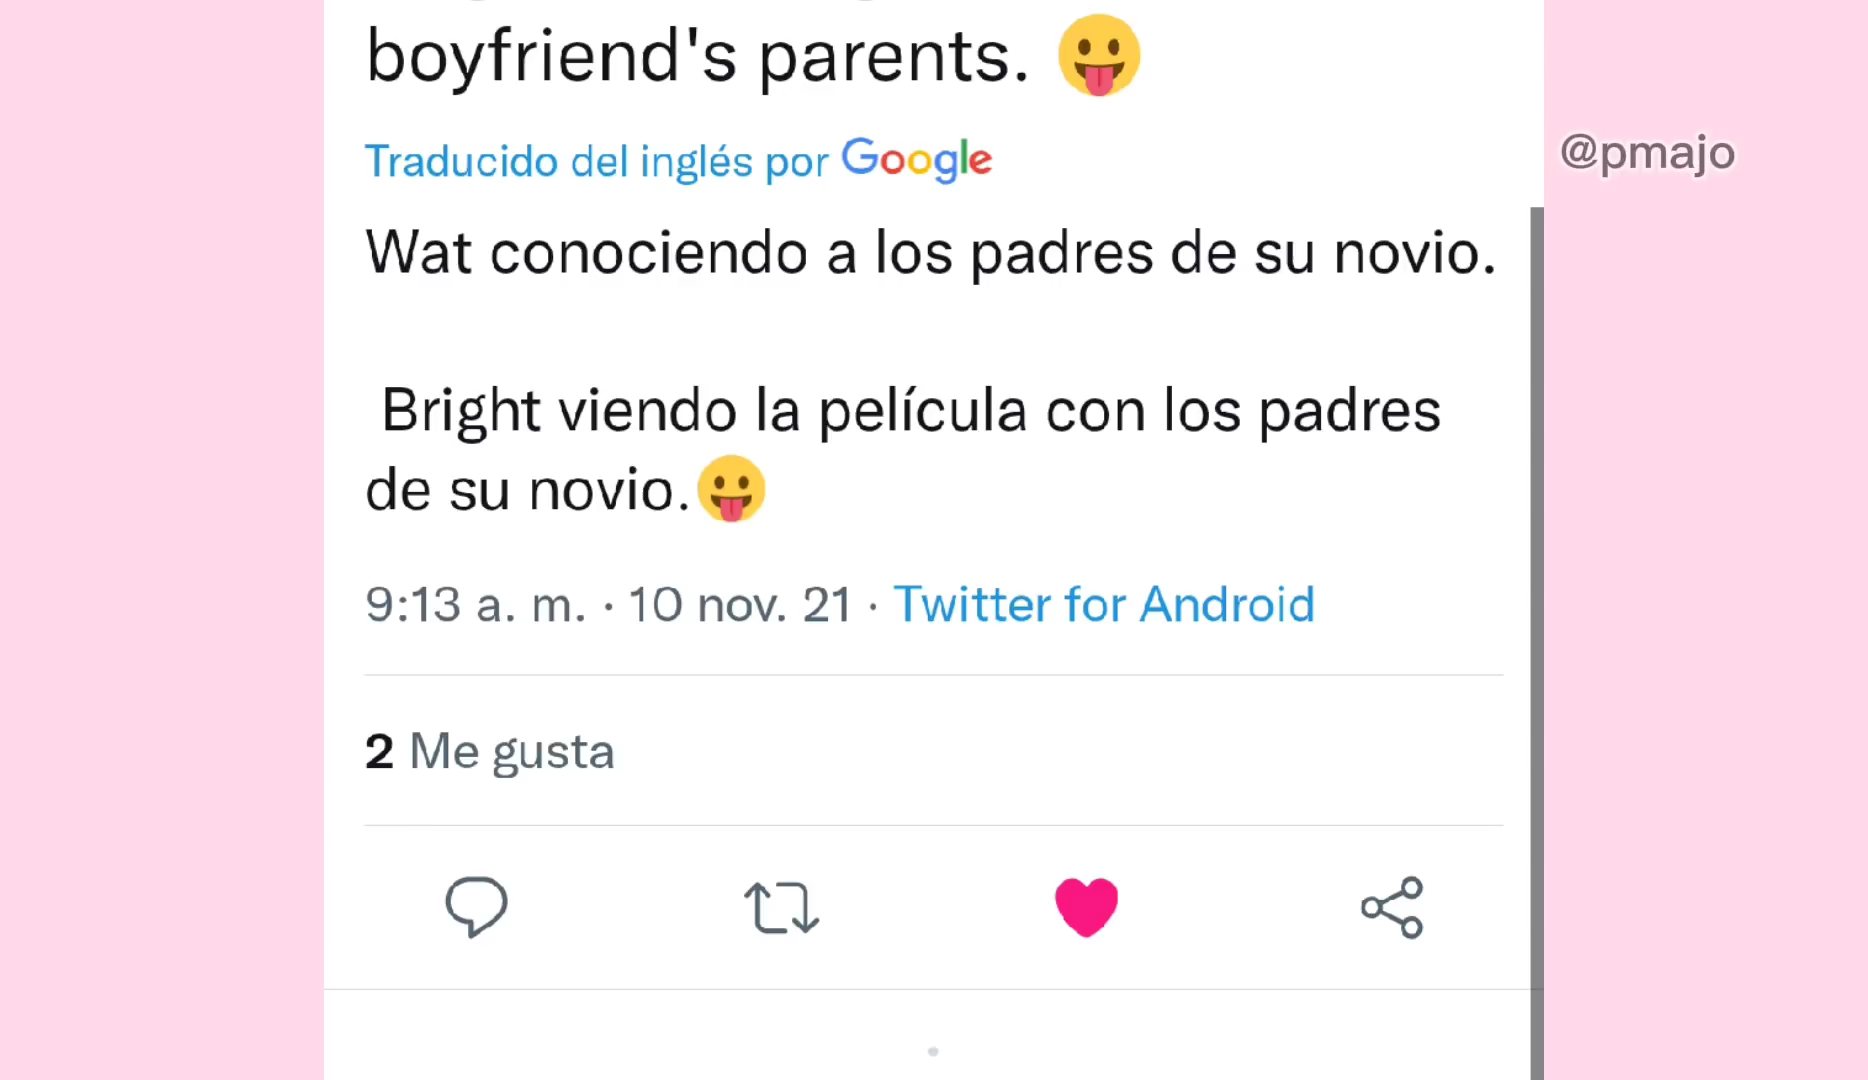 boyfriend's parents. 😛
Traducido del inglés por Google
@pmajo
Wat conociendo a los padres de su novio.
Bright viendo la película con los padres
de su novio.😛
9:13 a. m. · 10 nov. 21 · Twitter for Android
2 Me gusta